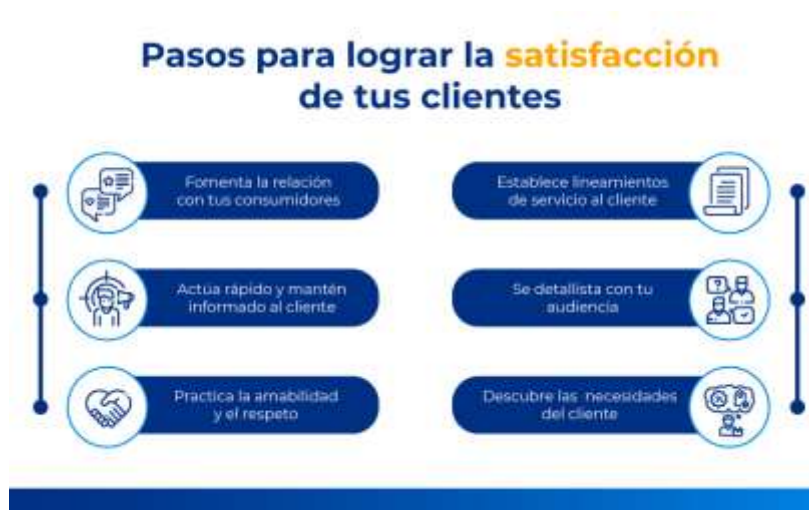 Pasos para lograr la satisfacción
de tus clientes
Fomenta la relación
con tus consumidores
Actúa rápido y mantén
informado al cliente
Practica la amabilidad
y el respeto
Establece lineamientos
de servicio al cliente
Se detallista con tu
audiencia
Descubre las necesidades
del cliente